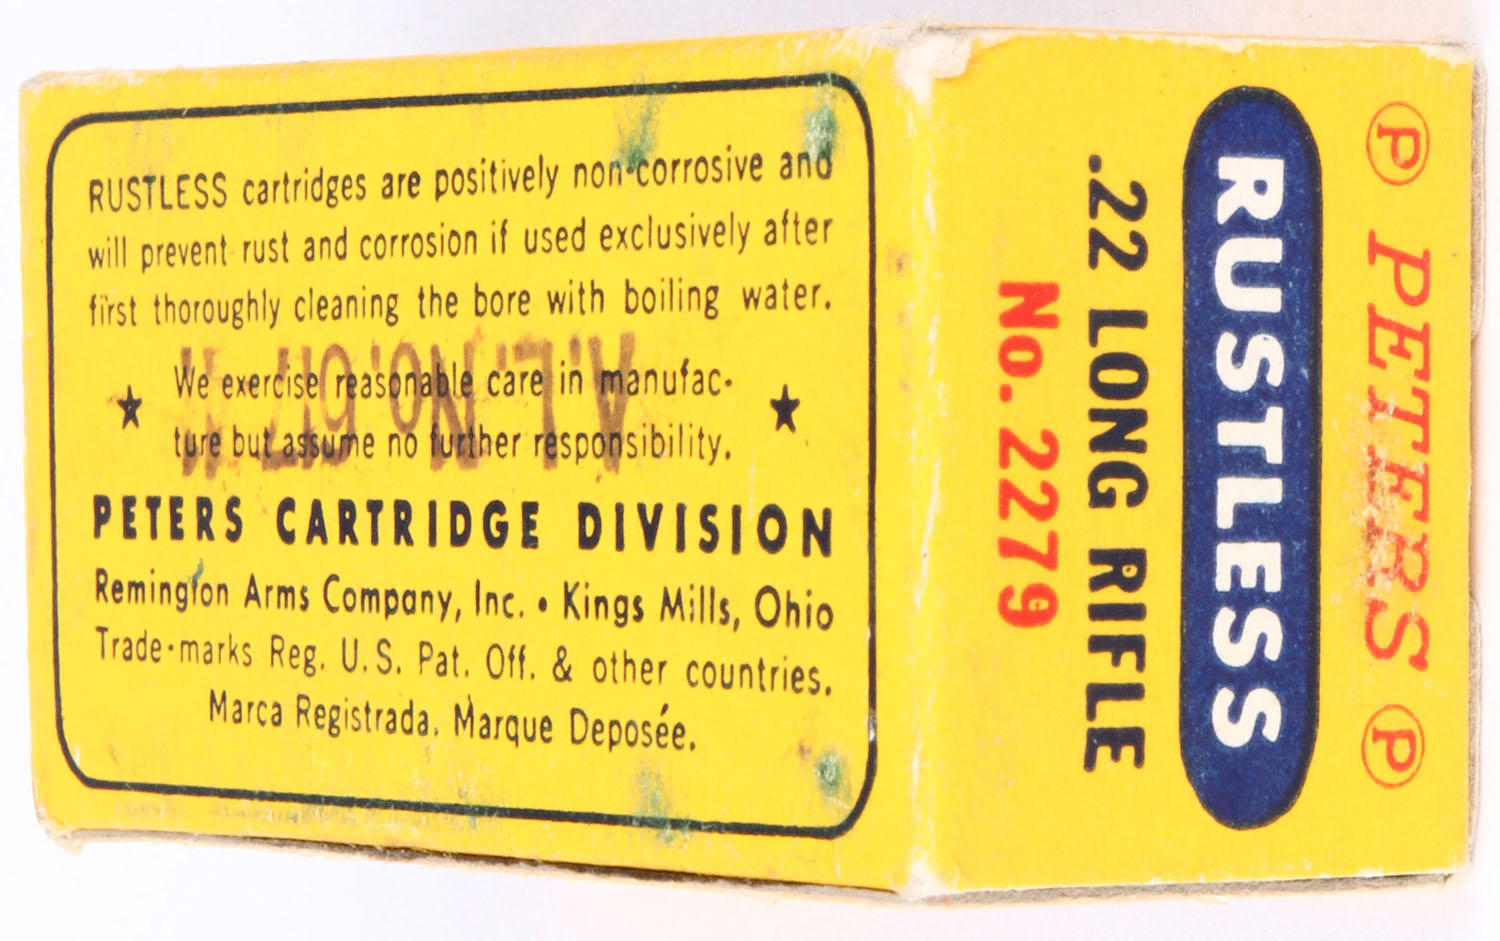 RUSTLESS cartridges are positively non-corrosive and
will prevent rust and corrosion if used exclusively after
first thoroughly cleaning the bore with boiling water.
★ We exercise reasonable care in manufac- ★
ture but assume no further responsibility.
PETERS CARTRIDGE DIVISION
Remington Arms Company, Inc. • Kings Mills, Ohio
Trade-marks Reg. U.S. Pat. Off. & other countries.
Marca Registrada. Marque Deposée.
A.L. No.
P PETERS P
RUSTLESS
.22 LONG RIFLE
No. 2279